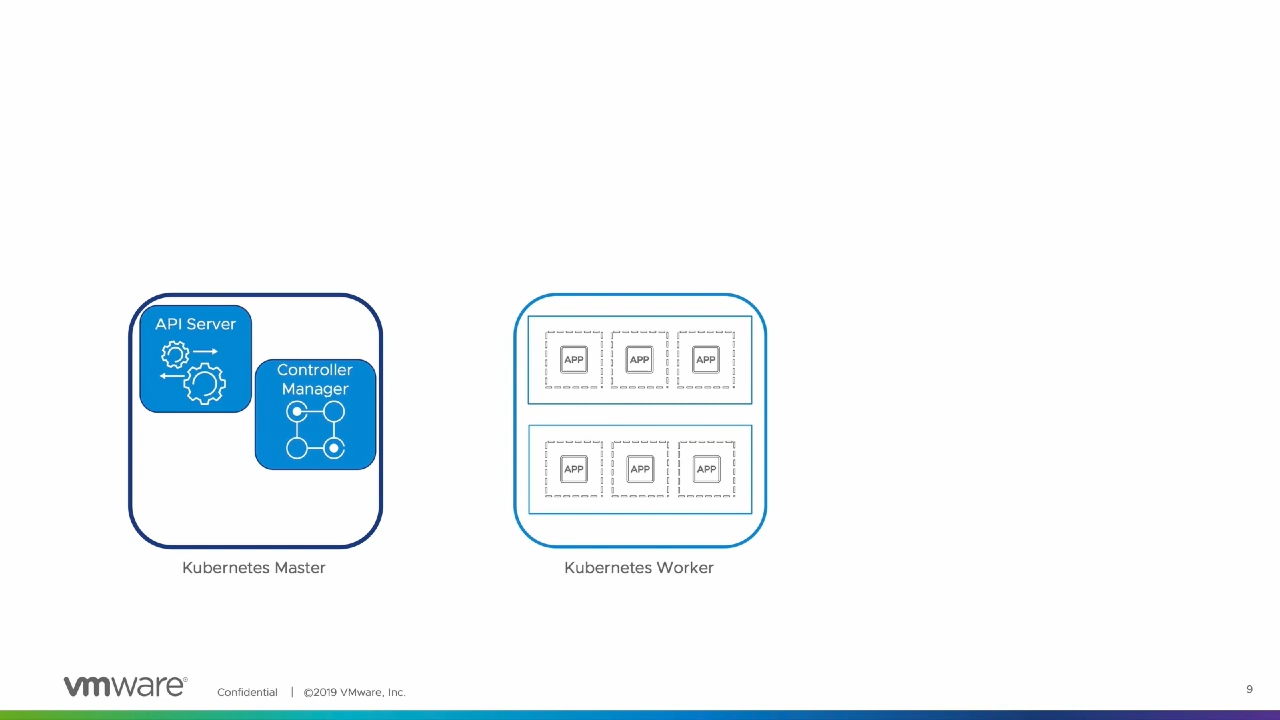 API Server
Controller
Manager
APP APP APP
APP APP APP
Kubernetes Master
Kubernetes Worker
vmware®
Confidential | ©2019 VMware, Inc.
9